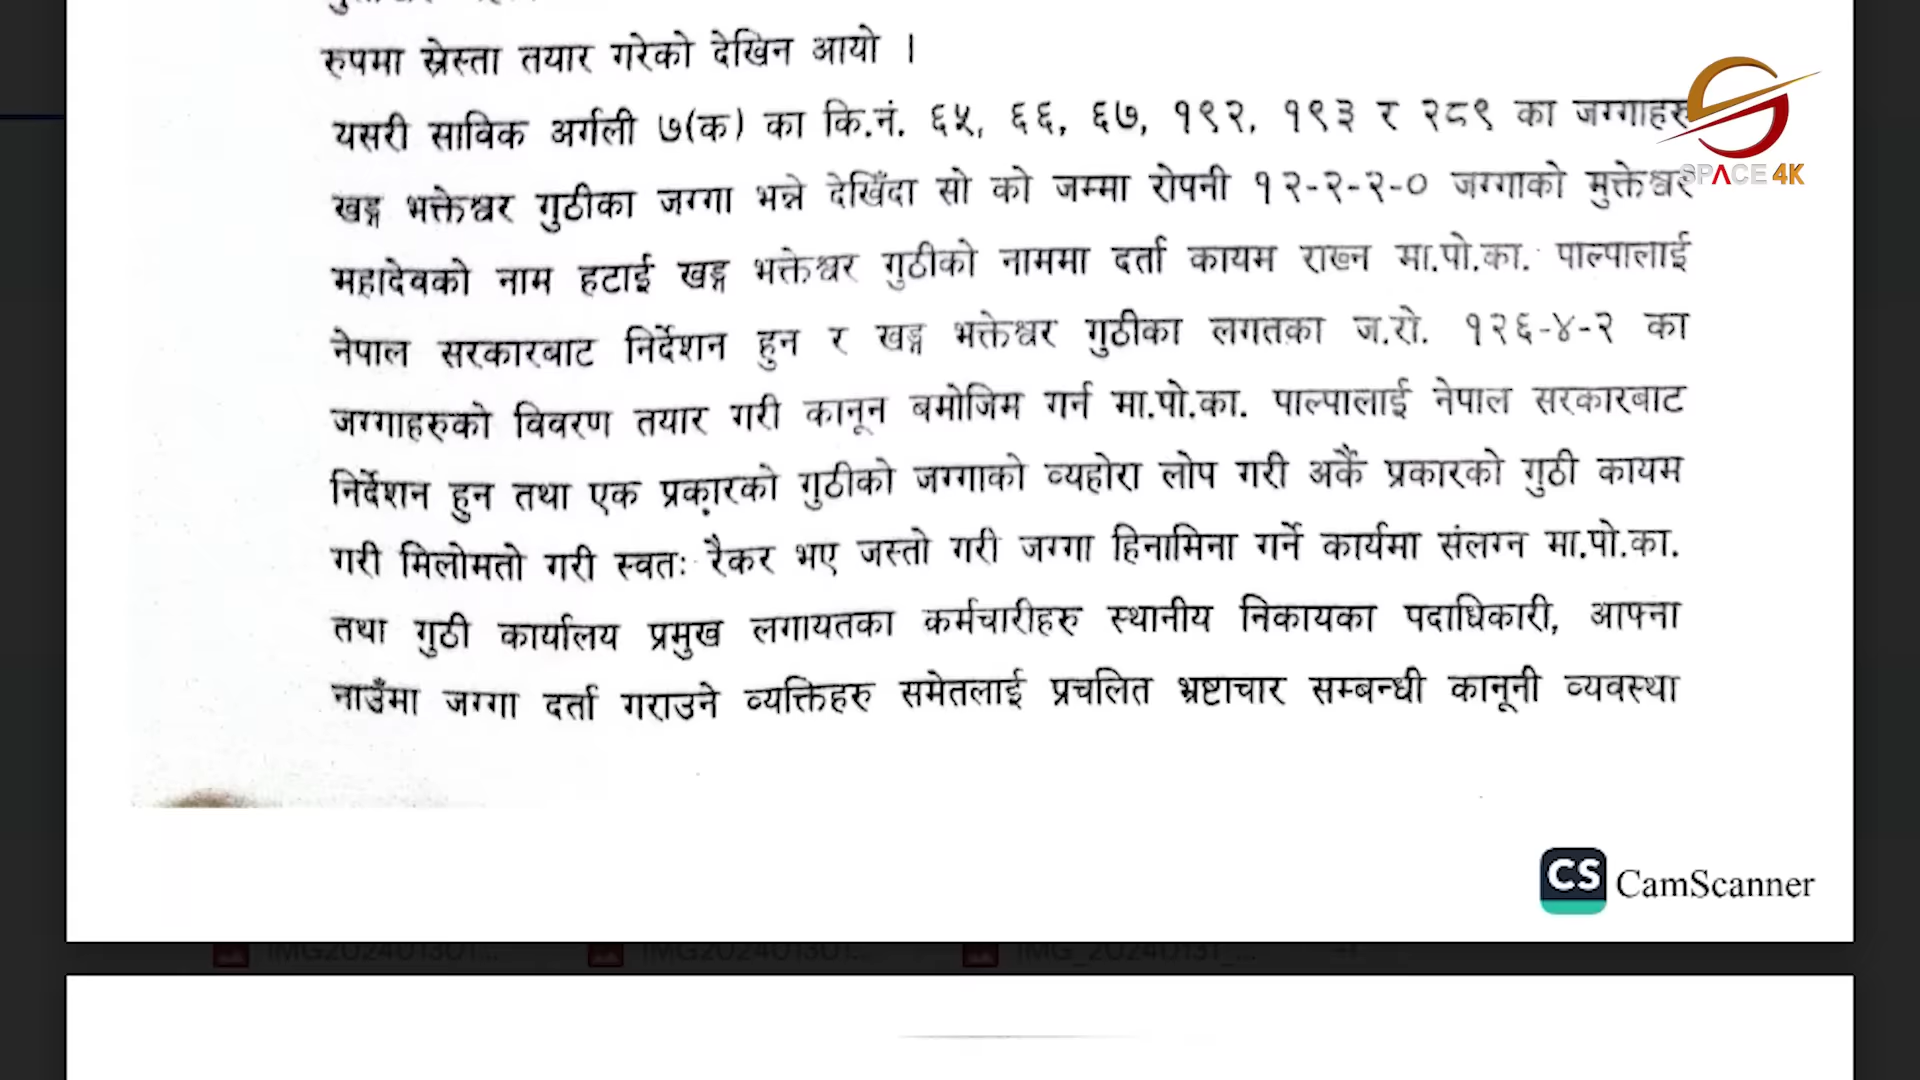 रुपमा स्रेस्ता तयार गरेको देखिन आयो ।
यसरी साविक अर्गली ७(क) का कि.नं. ६५, ६६, ६७, १९२, १९३ र २८९ का जग्गाहरु
खड्ग भक्तेश्वर गुठीका जग्गा भन्ने देखिँदा सो को जम्मा रोपनी १२-२-२-० जग्गाको मुक्तेश्वर
महादेवको नाम हटाई खड्ग भक्तेश्वर गुठीको नाममा दर्ता कायम राख्न मा.पो.का. पाल्पालाई
नेपाल सरकारबाट निर्देशन हुन र खड्ग भक्तेश्वर गुठीका लगतका ज.रो. १२६-४-२ का
जग्गाहरुको विवरण तयार गरी कानून बमोजिम गर्न मा.पो.का. पाल्पालाई नेपाल सरकारबाट
निर्देशन हुन तथा एक प्रकारको गुठीको जग्गाको व्यहोरा लोप गरी अर्कै प्रकारको गुठी कायम
गरी मिलोमतो गरी स्वतः रैकर भए जस्तो गरी जग्गा हिनामिना गर्ने कार्यमा संलग्न मा.पो.का.
तथा गुठी कार्यालय प्रमुख लगायतका कर्मचारीहरु स्थानीय निकायका पदाधिकारी, आफ्ना
नाउँमा जग्गा दर्ता गराउने व्यक्तिहरु समेतलाई प्रचलित भ्रष्टाचार सम्बन्धी कानूनी व्यवस्था
SPACE 4K
CS CamScanner